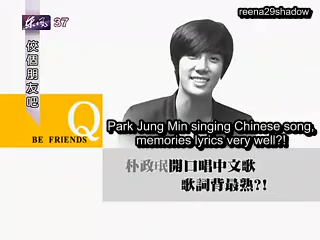 reena29shadow
37
俠個朋友吧
Q
BE FRIENDS
Park Jung Min singing Chinese song,
memories lyrics very well?!
朴政珉開口唱中文歌
歌詞背最熟?!